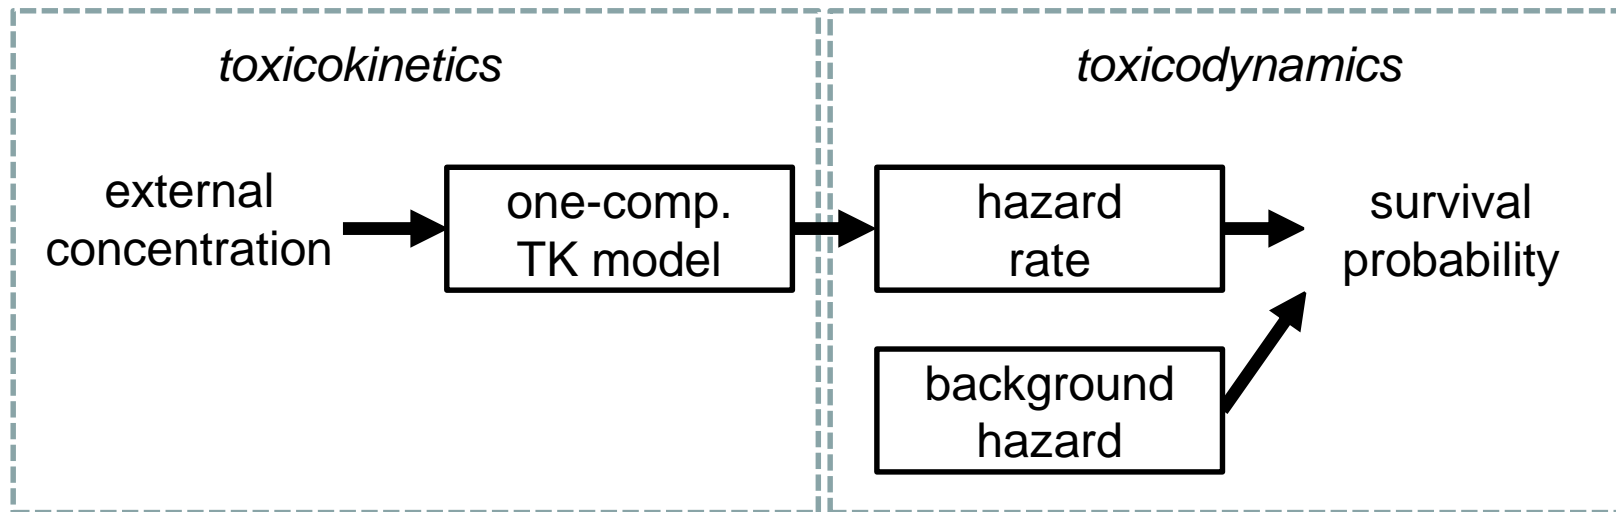 toxicokinetics
external
concentration
one-comp.
TK model
toxicodynamics
hazard
rate
survival
probability
background
hazard